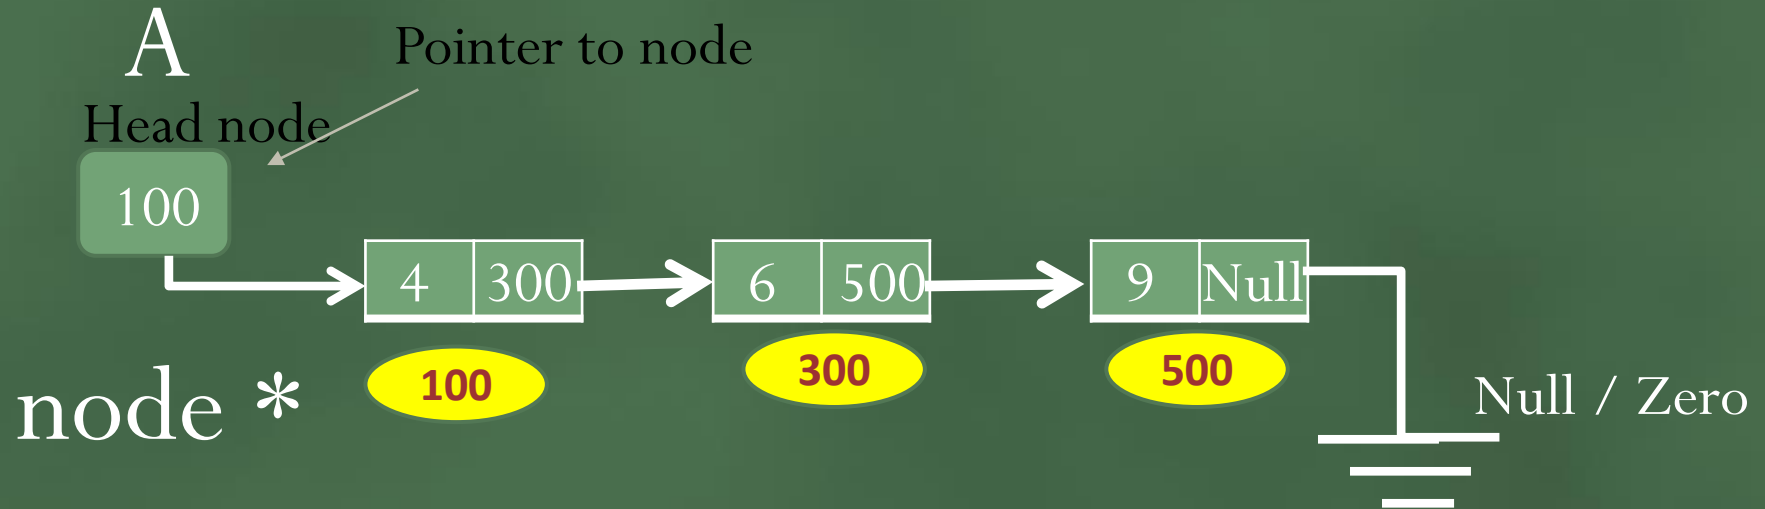 A
Pointer to node
Head node
100
4 300 6 500 9 Null
100 300 500
node *
Null / Zero